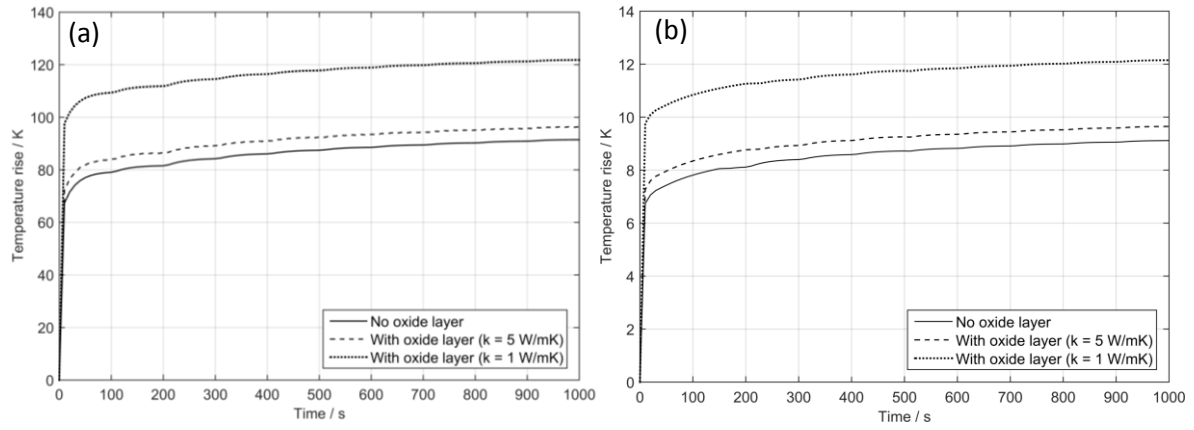 (a)
140
120
100
80
60
40
20
0
Temperature rise / K
0 100 200 300 400 500 600 700 800 900 1000
Time / s
No oxide layer
With oxide layer (k = 5 W/mK)
With oxide layer (k = 1 W/mK)
(b)
14
12
10
8
6
4
2
0
Temperature rise / K
0 100 200 300 400 500 600 700 800 900 1000
Time / s
No oxide layer
With oxide layer (k = 5 W/mK)
With oxide layer (k = 1 W/mK)